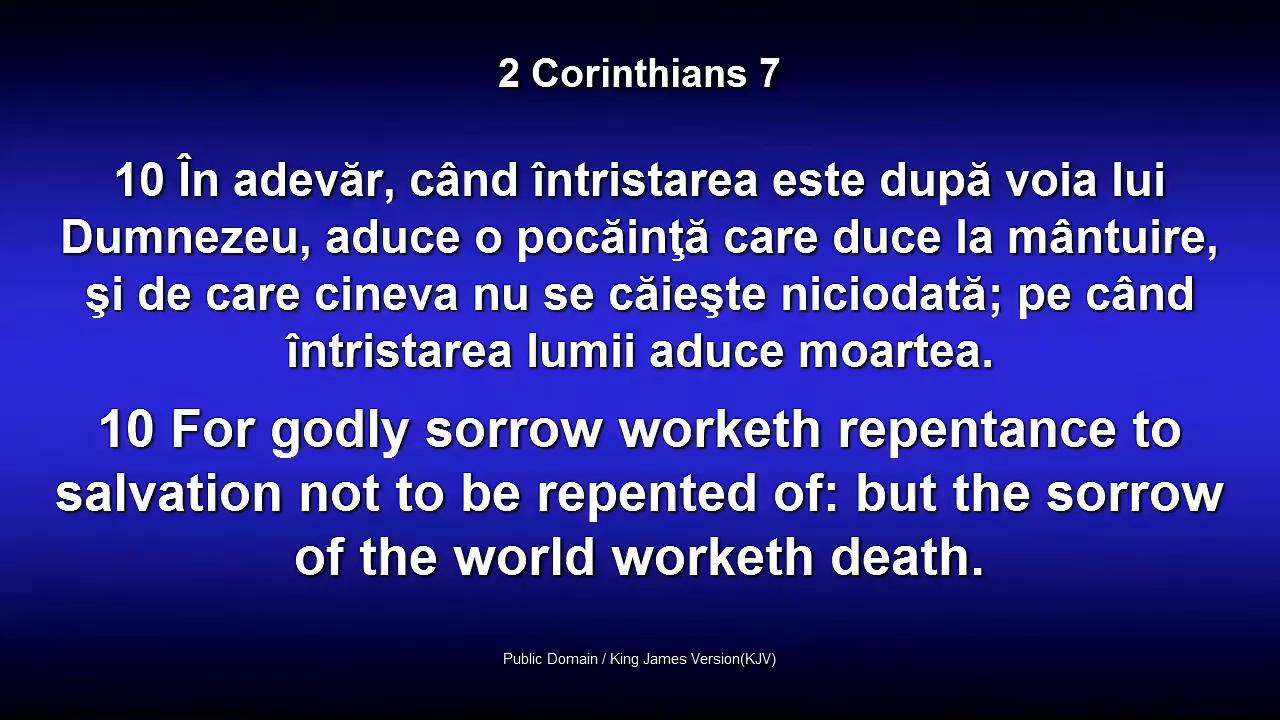 2 Corinthians 7
10 În adevăr, când întristarea este după voia lui
Dumnezeu, aduce o pocăinţă care duce la mântuire,
şi de care cineva nu se căieşte niciodată; pe când
întristarea lumii aduce moartea.
10 For godly sorrow worketh repentance to
salvation not to be repented of: but the sorrow
of the world worketh death.
Public Domain / King James Version(KJV)